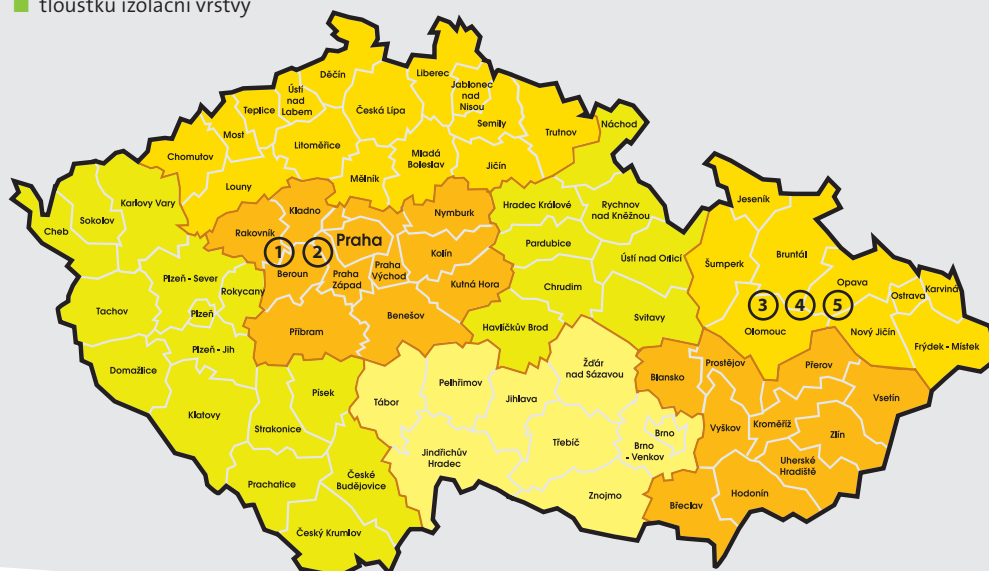 tloušťku izolační vrstvy
Děčín
Liberec
Ústí
nad
Labem
Jablonec
nad
Nisou
Teplice
Česká Lípa
Semily
Most
Trutnov
Náchod
Litoměřice
Chomutov
Mladá
Boleslav
Jičín
Mělník
Louny
Karlovy Vary
Sokolov
Cheb
Kladno
Nymburk
Hradec Králové
Rychnov
nad Kněžnou
Jeseník
Rakovník
1
2
Praha
Kolín
Pardubice
Ústí nad Orlicí
Bruntál
Šumperk
Beroun
Praha
Západ
Praha
Východ
Kutná Hora
Chrudim
Opava
Karviná
Ostrava
Plzeň - Sever
Rokycany
Tachov
Plzeň
3
4
5
Příbram
Benešov
Havlíčkův Brod
Svitavy
Olomouc
Nový Jičín
Frýdek - Místek
Plzeň - Jih
Domažlice
Žďár
nad Sázavou
Prostějov
Přerov
Blansko
Vsetín
Klatovy
Písek
Tábor
Pelhřimov
Jihlava
Strakonice
Třebíč
Brno
Brno
- Venkov
Vyškov
Kroměříž
Zlín
Jindřichův
Hradec
Uherské
Hradiště
Prachatice
České
Budějovice
Znojmo
Břeclav
Hodonín
Český Krumlov